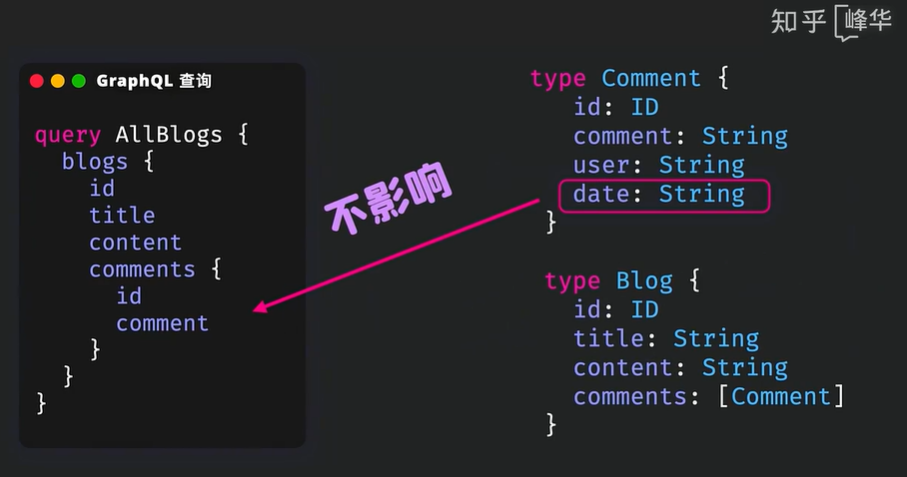 知乎 峰华
GraphQL 查询
query AllBlogs {
blogs {
id
title
content
comments {
id
comment
}
}
}
不影响
type Comment {
id: ID
comment: String
user: String
date: String
}
type Blog {
id: ID
title: String
content: String
comments: [Comment]
}